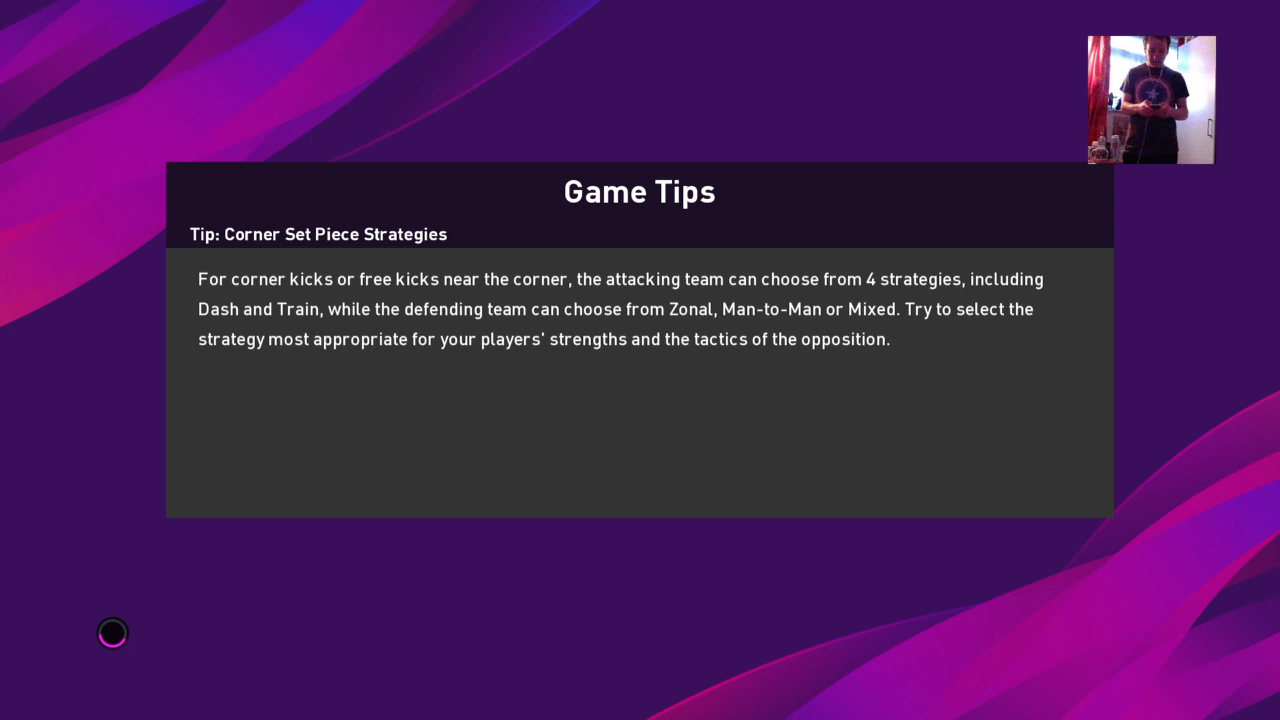 Game Tips
Tip: Corner Set Piece Strategies
For corner kicks or free kicks near the corner, the attacking team can choose from 4 strategies, including
Dash and Train, while the defending team can choose from Zonal, Man-to-Man or Mixed. Try to select the
strategy most appropriate for your players' strengths and the tactics of the opposition.